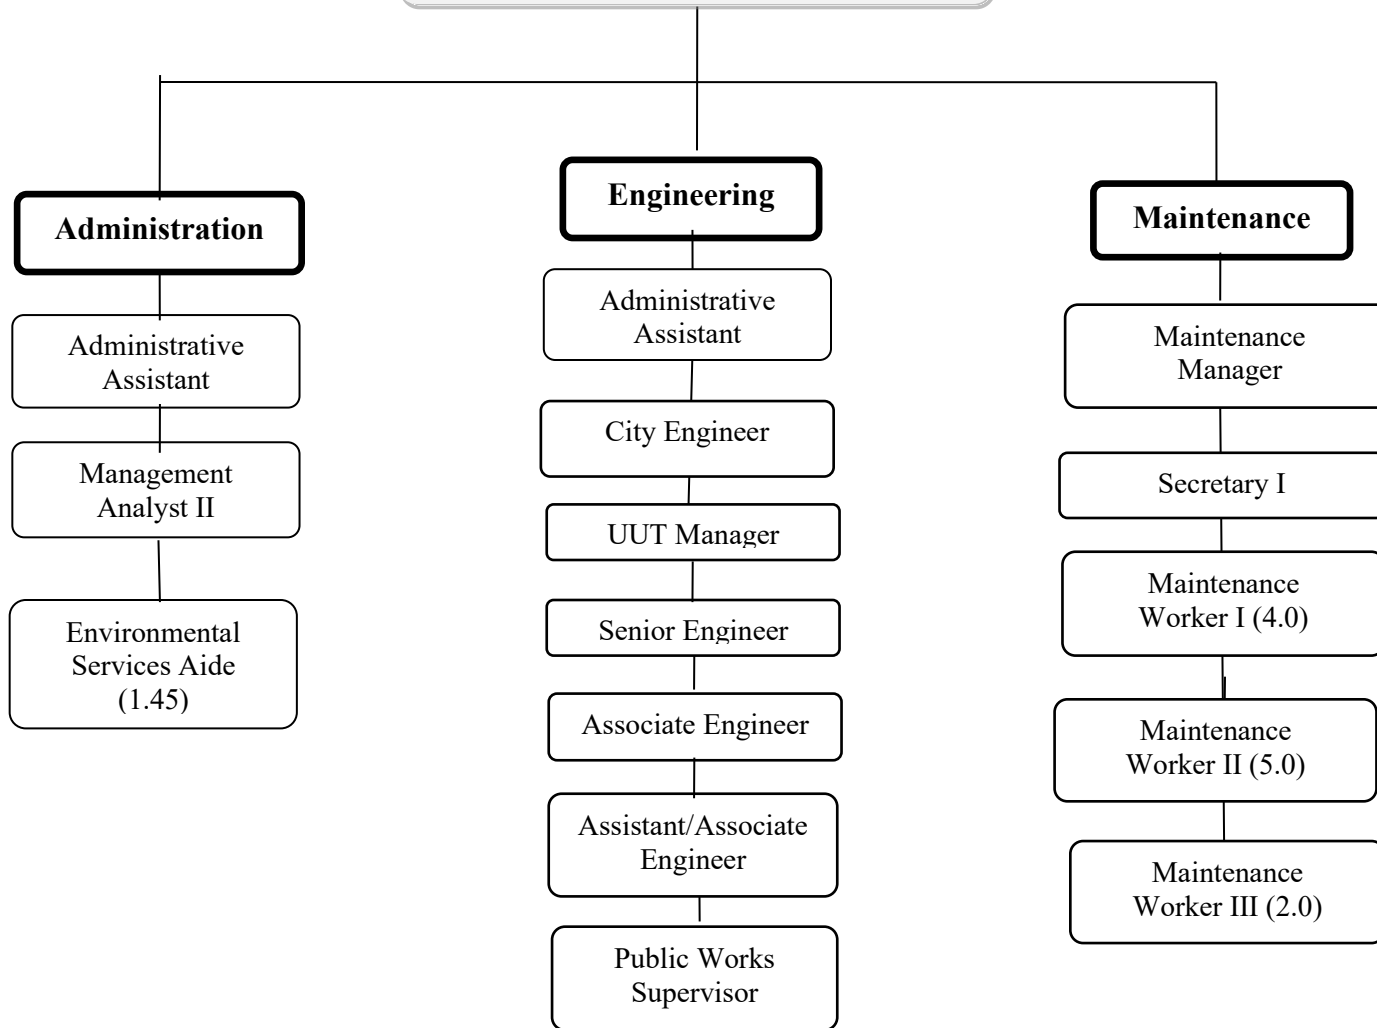 Administration
Administrative
Assistant
Management
Analyst II
Environmental
Services Aide
(1.45)
Engineering
Administrative
Assistant
City Engineer
UUT Manager
Senior Engineer
Associate Engineer
Assistant/Associate
Engineer
Public Works
Supervisor
Maintenance
Maintenance
Manager
Secretary I
Maintenance
Worker I (4.0)
Maintenance
Worker II (5.0)
Maintenance
Worker III (2.0)